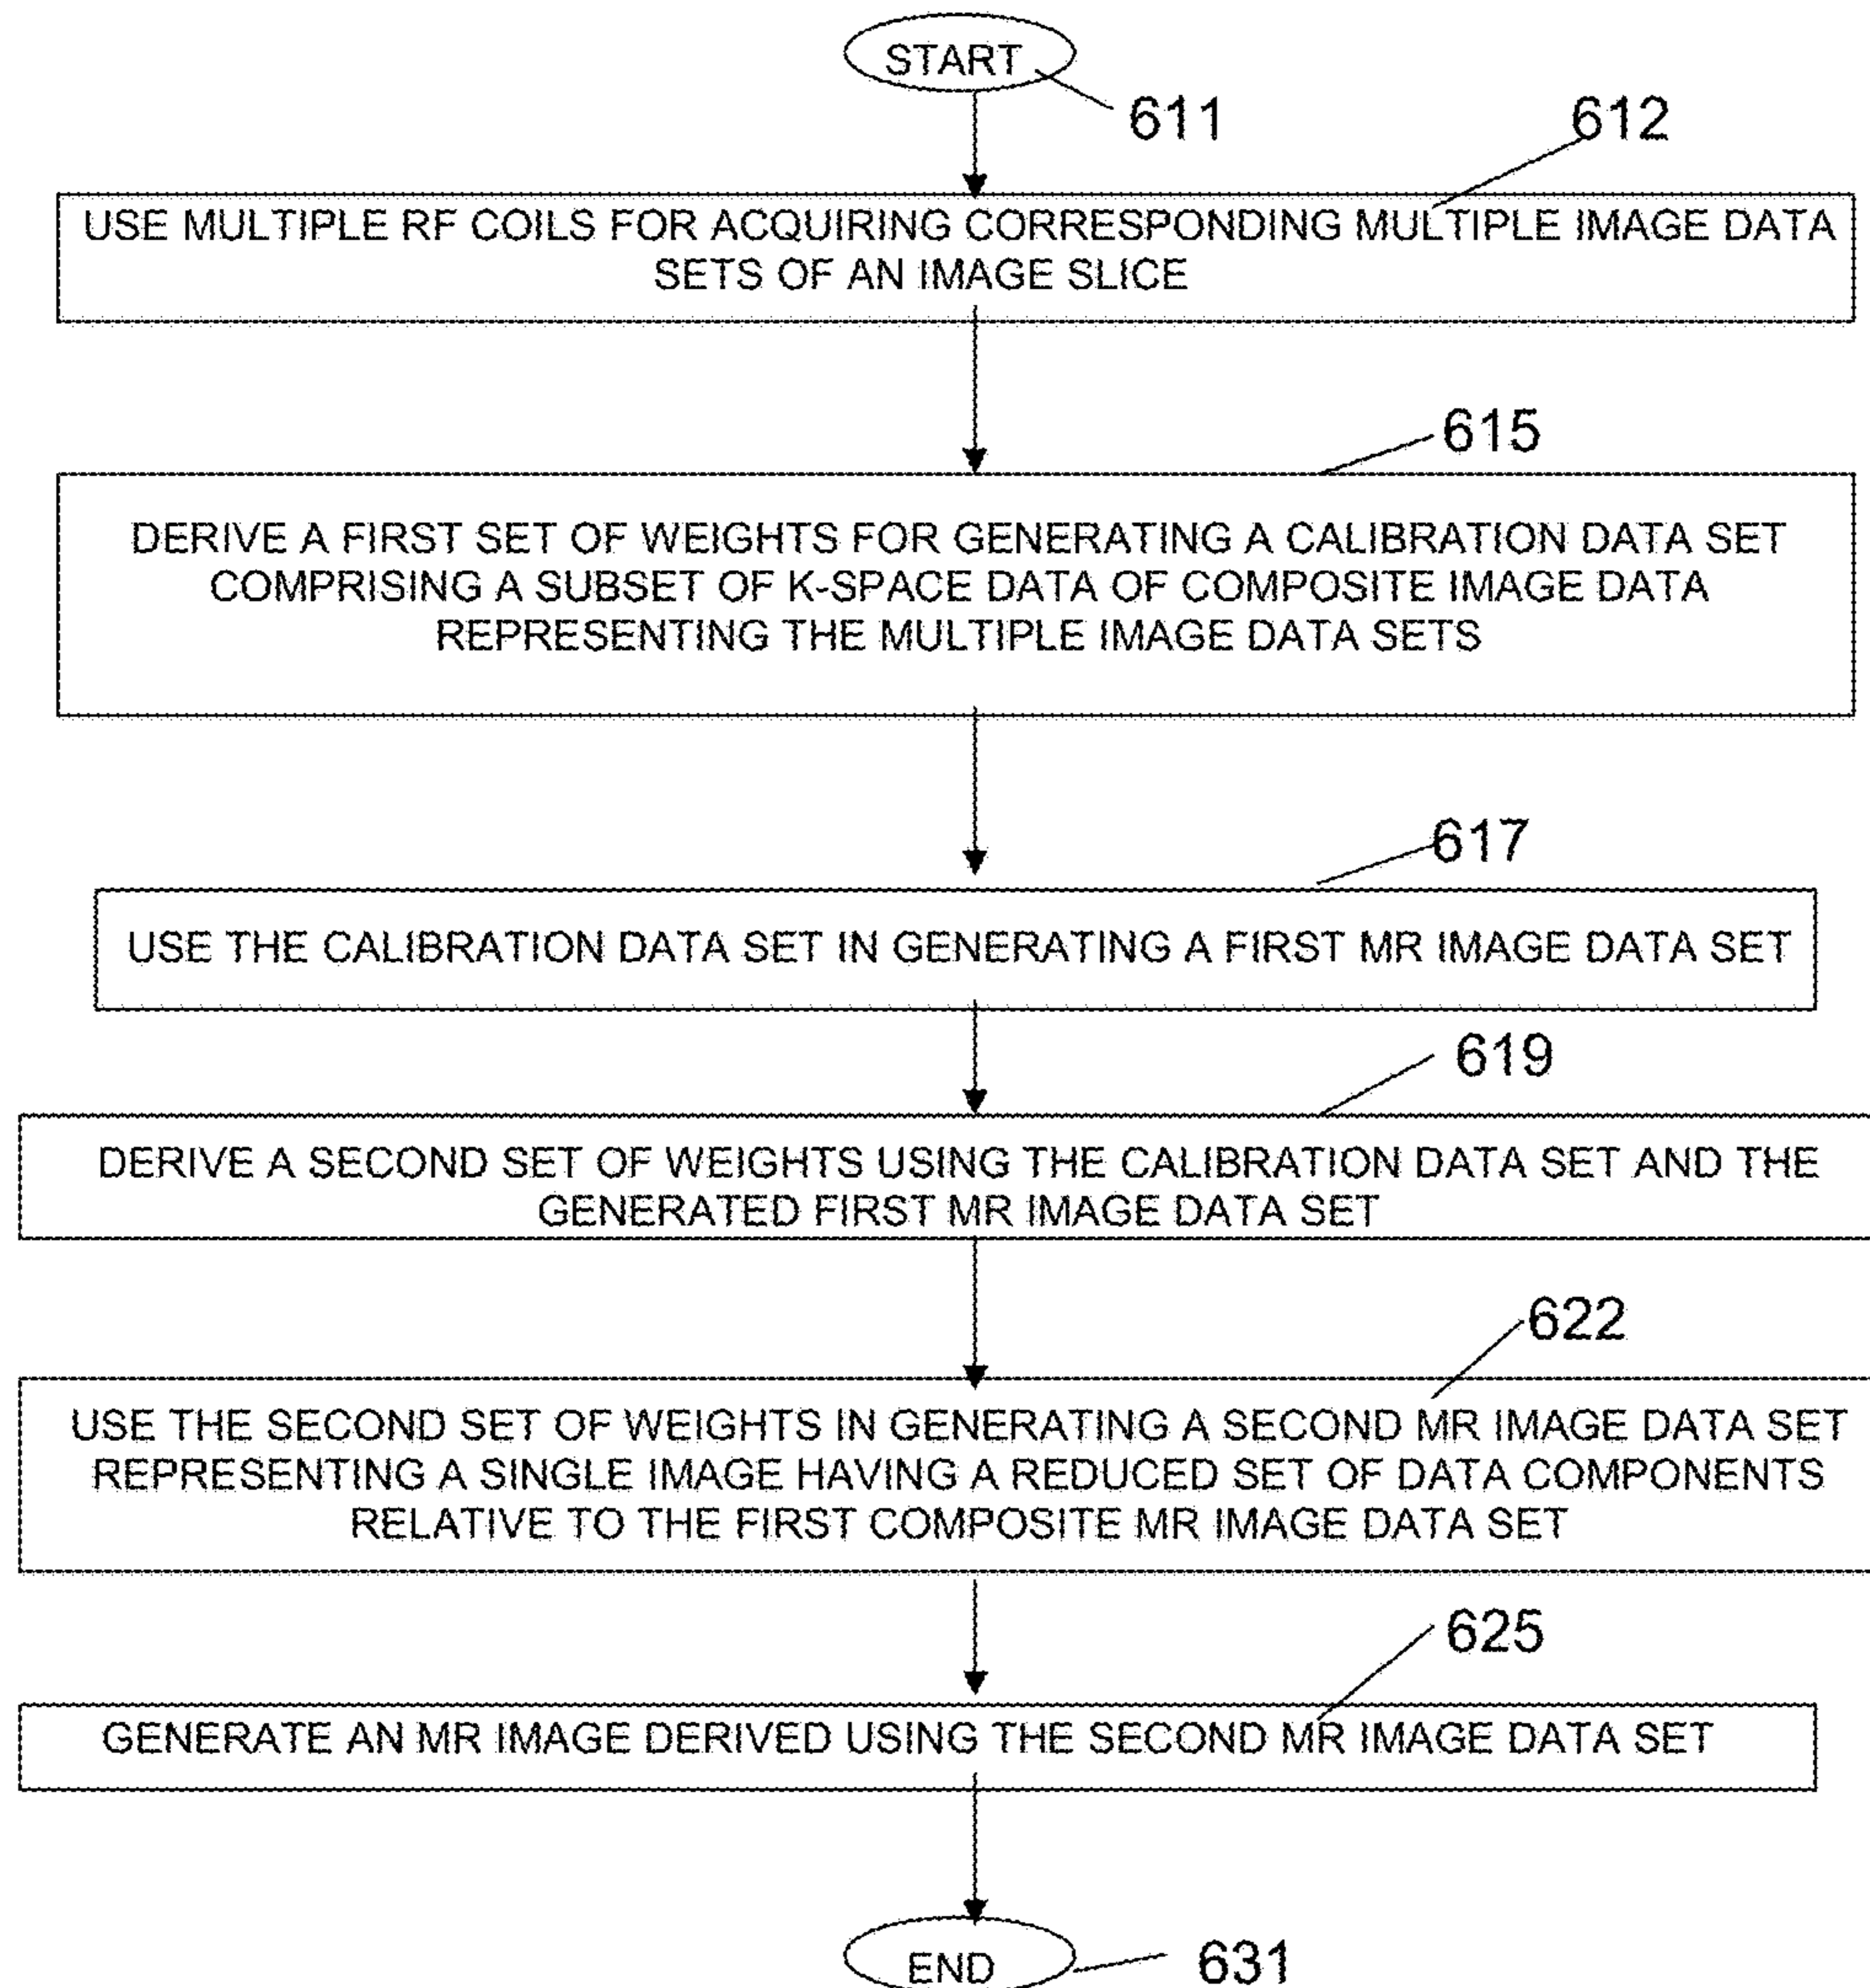 START
611
612
USE MULTIPLE RF COILS FOR ACQUIRING CORRESPONDING MULTIPLE IMAGE DATA
SETS OF AN IMAGE SLICE
615
DERIVE A FIRST SET OF WEIGHTS FOR GENERATING A CALIBRATION DATA SET
COMPRISING A SUBSET OF K-SPACE DATA OF COMPOSITE IMAGE DATA
REPRESENTING THE MULTIPLE IMAGE DATA SETS
617
USE THE CALIBRATION DATA SET IN GENERATING A FIRST MR IMAGE DATA SET
619
DERIVE A SECOND SET OF WEIGHTS USING THE CALIBRATION DATA SET AND THE
GENERATED FIRST MR IMAGE DATA SET
622
USE THE SECOND SET OF WEIGHTS IN GENERATING A SECOND MR IMAGE DATA SET
REPRESENTING A SINGLE IMAGE HAVING A REDUCED SET OF DATA COMPONENTS
RELATIVE TO THE FIRST COMPOSITE MR IMAGE DATA SET
625
GENERATE AN MR IMAGE DERIVED USING THE SECOND MR IMAGE DATA SET
END
631